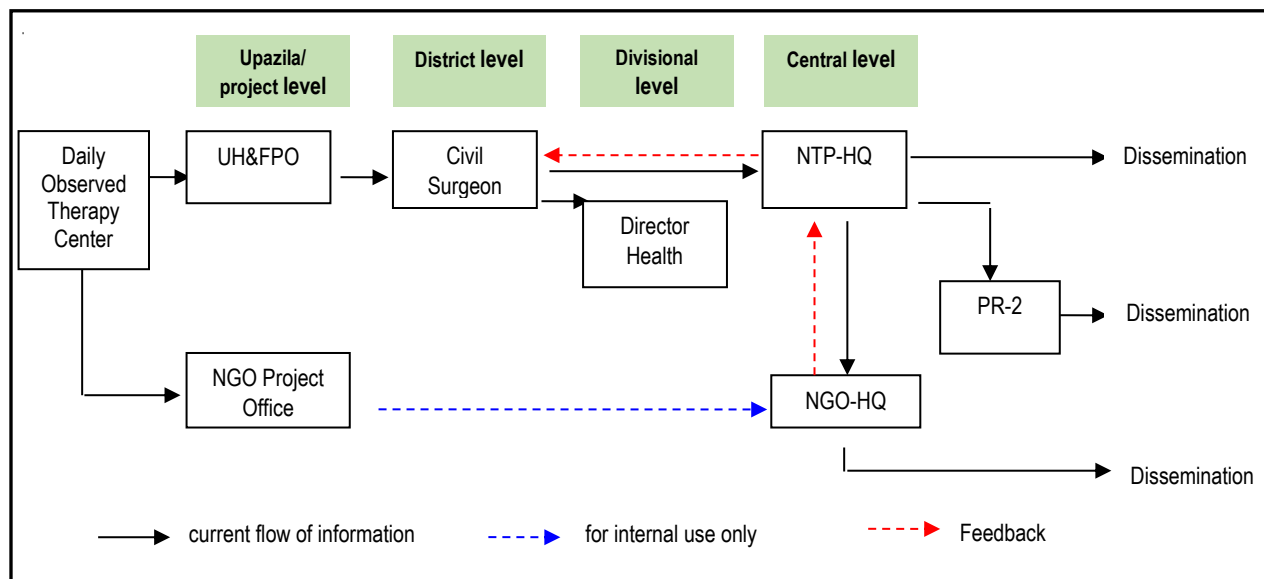 Upazila/
project level
District level
Divisional
level
Central level
Daily
Observed
Therapy
Center
UH&FPO
Civil
Surgeon
NTP-HQ
Dissemination
Director
Health
PR-2
Dissemination
NGO Project
Office
NGO-HQ
Dissemination
current flow of information
for internal use only
Feedback